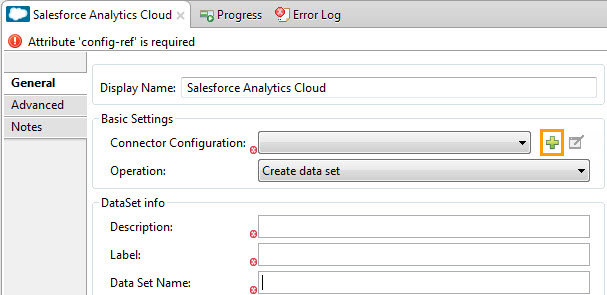 Salesforce Analytics Cloud Progress Error Log
Attribute 'config-ref' is required
General
Advanced
Notes
Display Name: Salesforce Analytics Cloud
Basic Settings
Connector Configuration:
Operation: Create data set
DataSet info
Description:
Label:
Data Set Name: